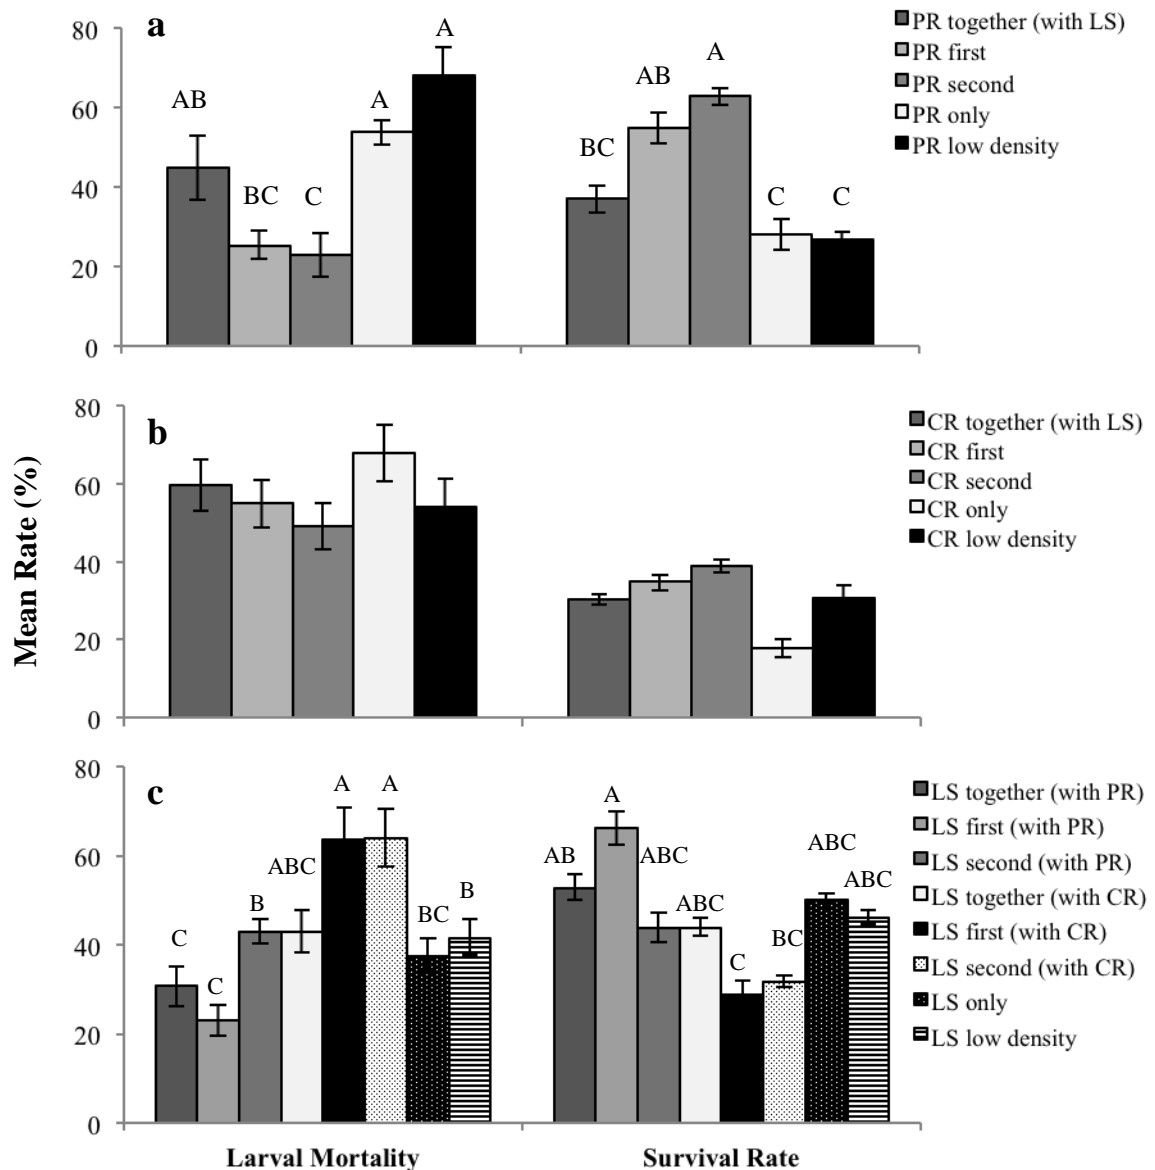 a
80
60
40
20
0
AB
BC
C
A
A
BC
AB
A
C
C
PR together (with LS)
PR first
PR second
PR only
PR low density
Mean Rate (%)
b
80
60
40
20
0
CR together (with LS)
CR first
CR second
CR only
CR low density
c
80
60
40
20
0
C
C
B
ABC
A
A
BC
B
AB
A
ABC
ABC
C
BC
ABC
ABC
LS together (with PR)
LS first (with PR)
LS second (with PR)
LS together (with CR)
LS first (with CR)
LS second (with CR)
LS only
LS low density
Larval Mortality
Survival Rate